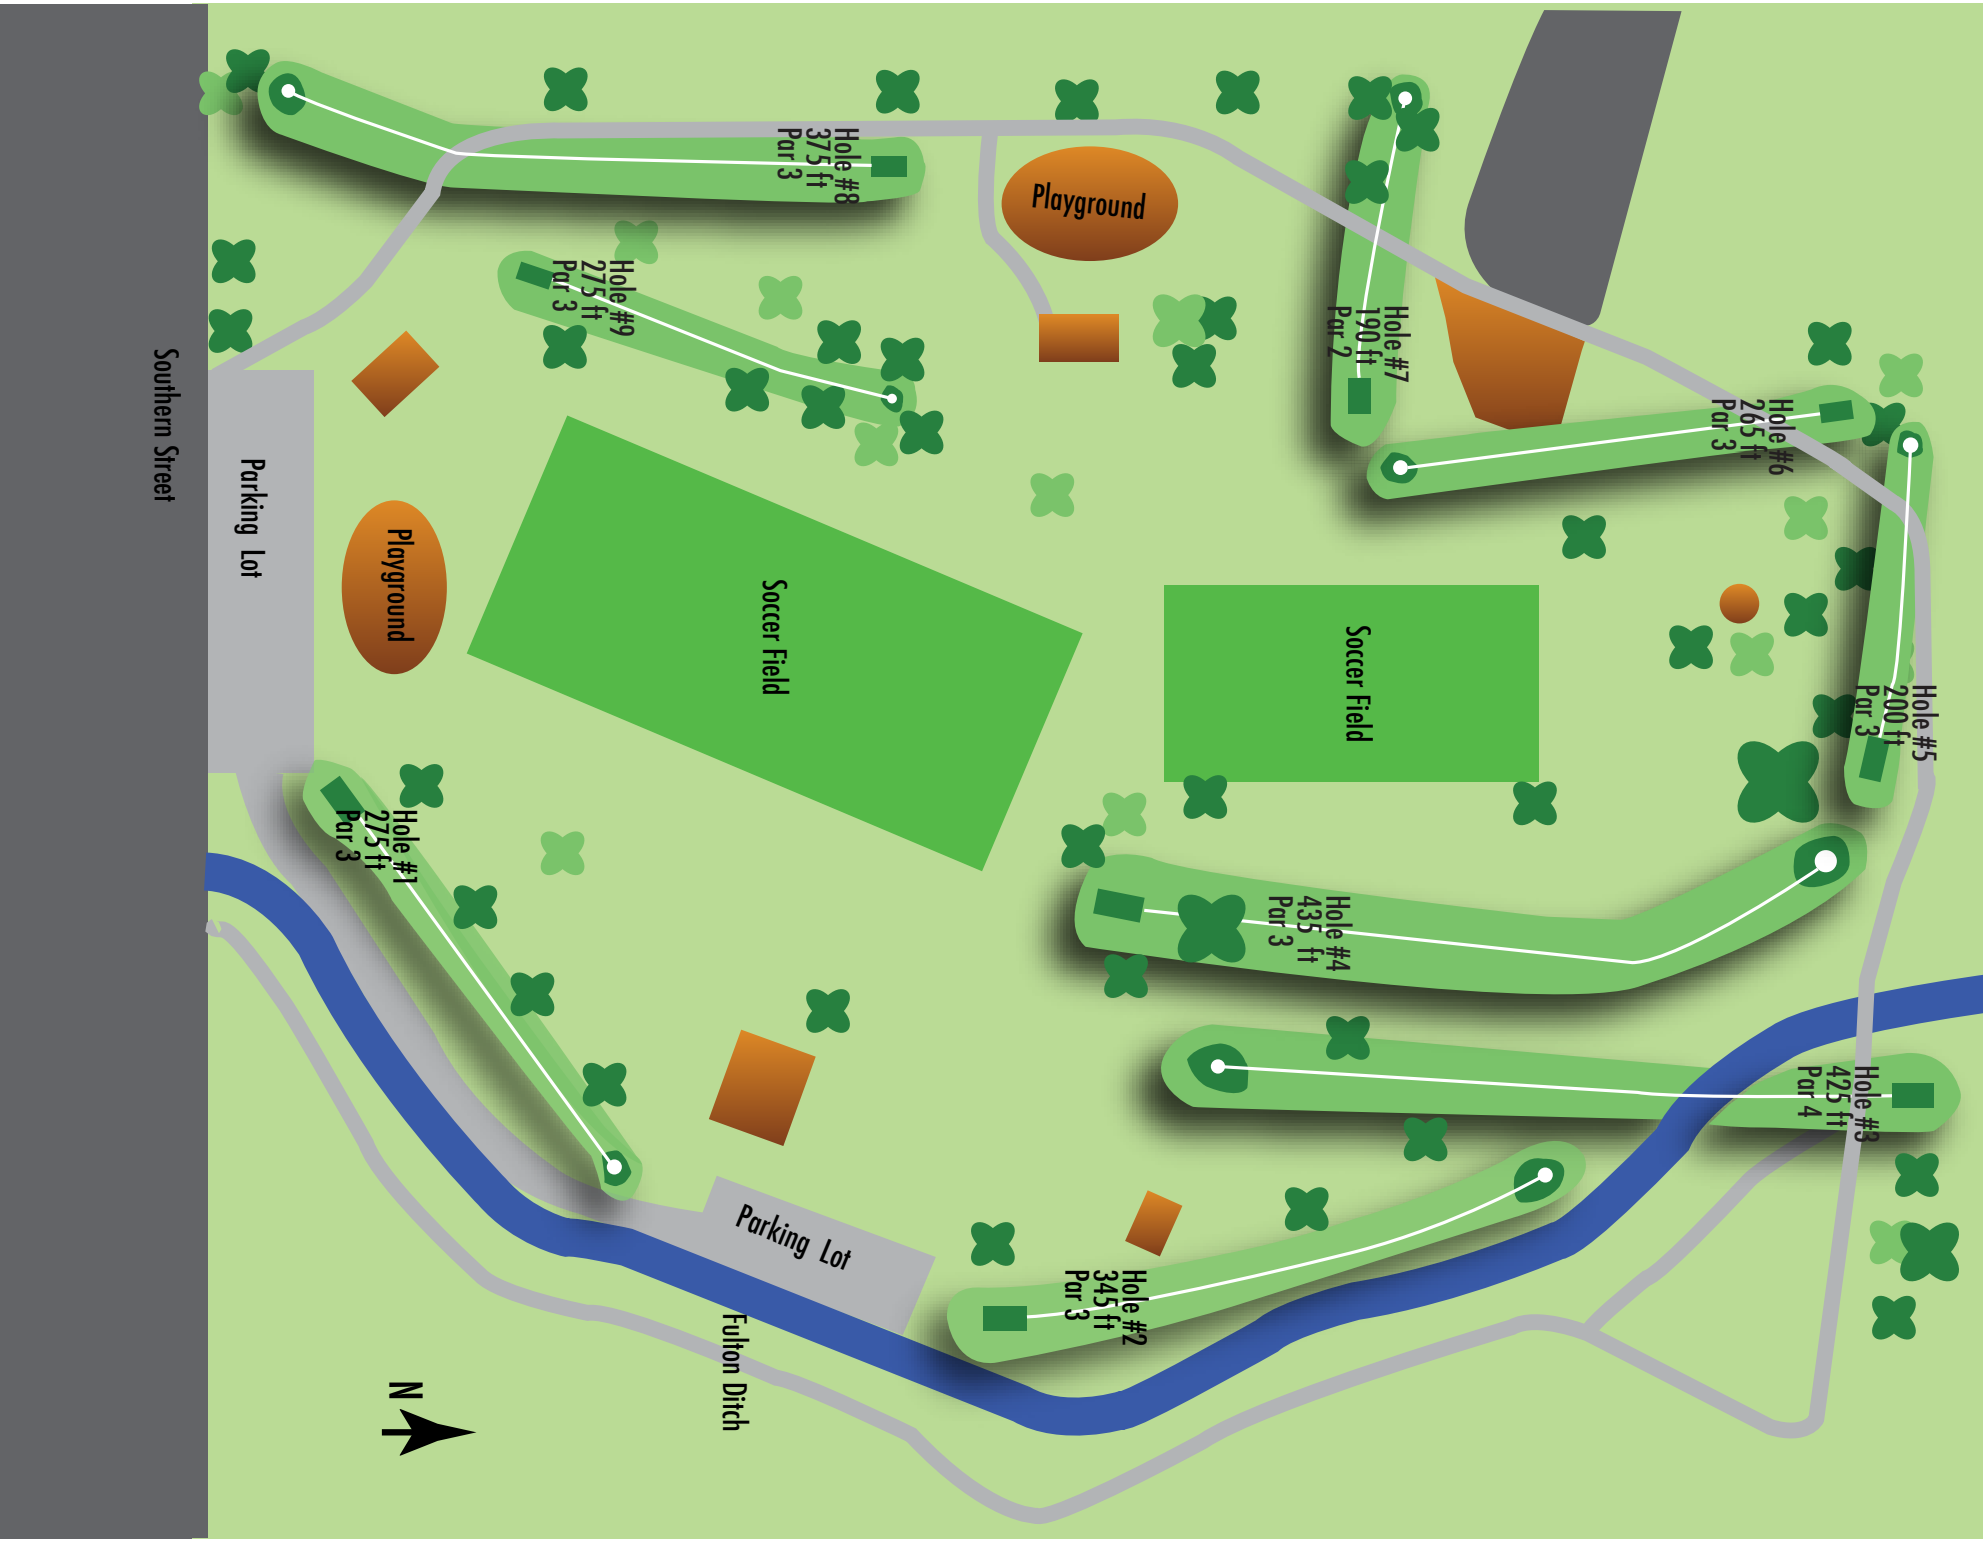 Hole #8
375 ft
Par 3
Playground
Hole #9
275 ft
Par 3
Hole #7
190 ft
Par 2
Hole #6
265 ft
Par 3
Southern Street
Parking Lot
Playground
Soccer Field
Soccer Field
Hole #5
200 ft
Par 3
Hole #1
275 ft
Par 3
Hole #4
435 ft
Par 3
Hole #3
425 ft
Par 4
Parking Lot
Hole #2
345 ft
Par 3
Fulton Ditch
N